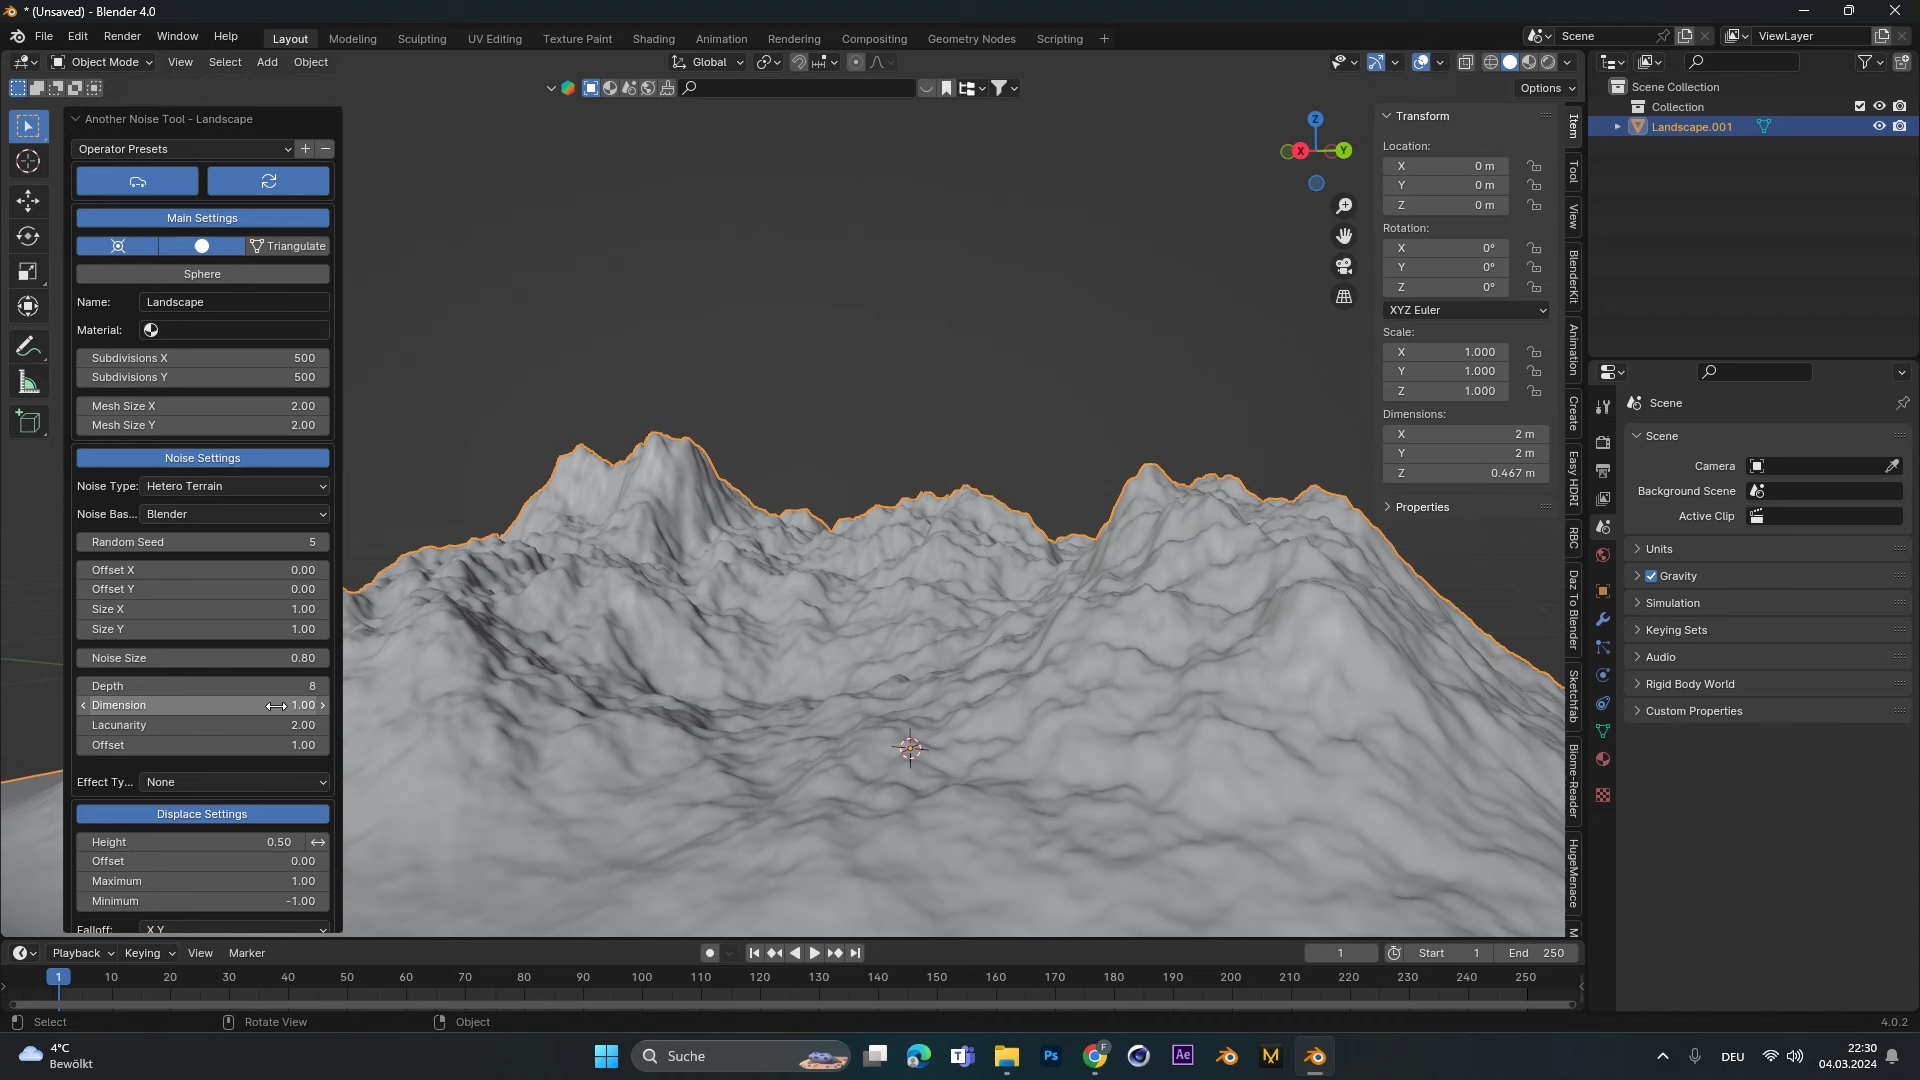 * (Unsaved) - Blender 4.0
File Edit Render Window Help
Layout Modeling Sculpting UV Editing Texture Paint Shading Animation Rendering Compositing Geometry Nodes Scripting +
Scene
ViewLayer
Object Mode View Select Add Object
Global
Options
Another Noise Tool - Landscape
Operator Presets
Main Settings
Triangulate
Sphere
Name: Landscape
Material:
Subdivisions X 500
Subdivisions Y 500
Mesh Size X 2.00
Mesh Size Y 2.00
Noise Settings
Noise Type: Hetero Terrain
Noise Bas... Blender
Random Seed 5
Offset X 0.00
Offset Y 0.00
Size X 1.00
Size Y 1.00
Noise Size 0.80
Depth 8
Dimension 1.00
Lacunarity 2.00
Offset 1.00
Effect Ty... None
Displace Settings
Height 0.50
Offset 0.00
Maximum 1.00
Minimum -1.00
Falloff: X Y
Z
X
Y
Transform
Location:
X 0 m
Y 0 m
Z 0 m
Rotation:
X 0°
Y 0°
Z 0°
XYZ Euler
Scale:
X 1.000
Y 1.000
Z 1.000
Dimensions:
X 2 m
Y 2 m
Z 0.467 m
Properties
Item
Tool
View
BlenderKit
Animation
Create
Easy HDRI
RBC
Daz To Blender
Sketchfab
Biome-Reader
HugeMenace
M
Scene Collection
Collection
Landscape.001
Scene
Scene
Camera
Background Scene
Active Clip
Units
Gravity
Simulation
Keying Sets
Audio
Rigid Body World
Custom Properties
Playback Keying View Marker
1 Start 1 End 250
1 10 20 30 40 50 60 70 80 90 100 110 120 130 140 150 160 170 180 190 200 210 220 230 240 250
Select Rotate View Object
4.0.2
4°C
Bewölkt
Suche
F
Ps
Ae
M
DEU
22:30
04.03.2024